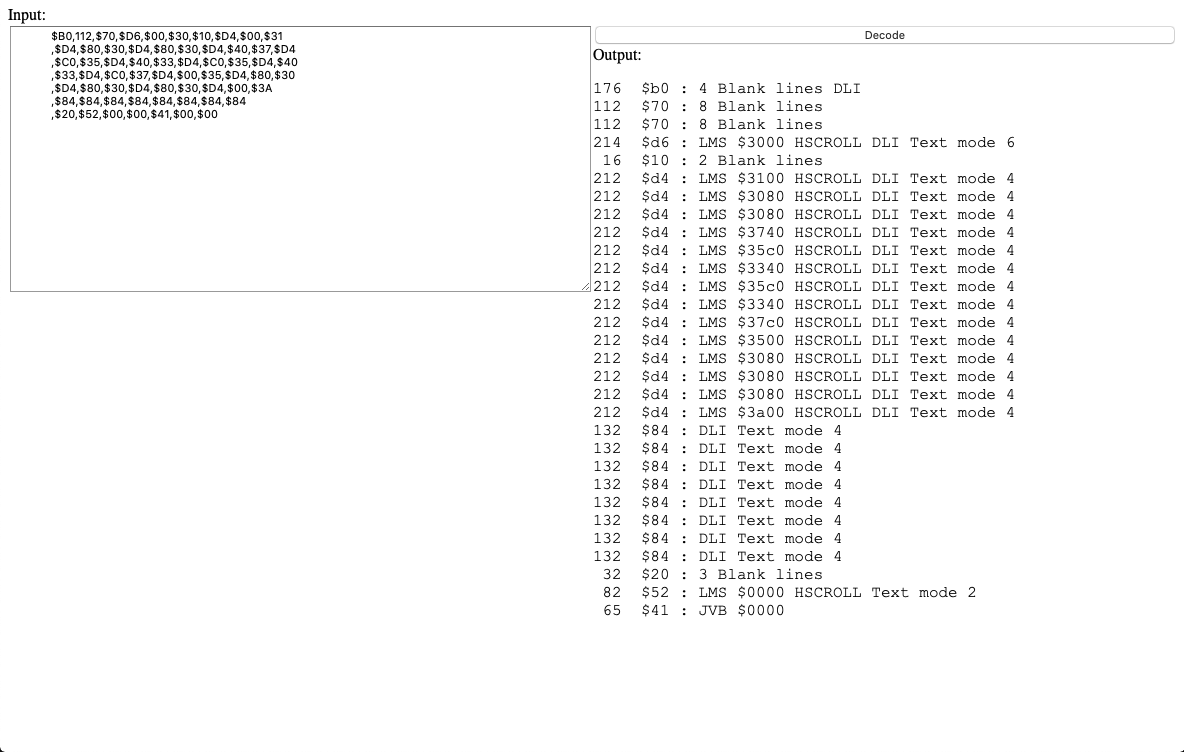 Input:
$B0,112,$70,$D6,$00,$30,$10,$D4,$00,$31
,$D4,$80,$30,$D4,$80,$30,$D4,$40,$37,$D4
,$C0,$35,$D4,$40,$33,$D4,$C0,$35,$D4,$40
,$33,$D4,$C0,$37,$D4,$00,$35,$D4,$80,$30
,$D4,$80,$30,$D4,$80,$30,$D4,$00,$3A
,$84,$84,$84,$84,$84,$84,$84,$84
,$20,$52,$00,$00,$41,$00,$00
Decode
Output:
176 $b0 : 4 Blank lines DLI
112 $70 : 8 Blank lines
112 $70 : 8 Blank lines
214 $d6 : LMS $3000 HSCROLL DLI Text mode 6
16 $10 : 2 Blank lines
212 $d4 : LMS $3100 HSCROLL DLI Text mode 4
212 $d4 : LMS $3080 HSCROLL DLI Text mode 4
212 $d4 : LMS $3080 HSCROLL DLI Text mode 4
212 $d4 : LMS $3740 HSCROLL DLI Text mode 4
212 $d4 : LMS $35c0 HSCROLL DLI Text mode 4
212 $d4 : LMS $3340 HSCROLL DLI Text mode 4
212 $d4 : LMS $35c0 HSCROLL DLI Text mode 4
212 $d4 : LMS $3340 HSCROLL DLI Text mode 4
212 $d4 : LMS $37c0 HSCROLL DLI Text mode 4
212 $d4 : LMS $3500 HSCROLL DLI Text mode 4
212 $d4 : LMS $3080 HSCROLL DLI Text mode 4
212 $d4 : LMS $3080 HSCROLL DLI Text mode 4
212 $d4 : LMS $3080 HSCROLL DLI Text mode 4
212 $d4 : LMS $3a00 HSCROLL DLI Text mode 4
132 $84 : DLI Text mode 4
132 $84 : DLI Text mode 4
132 $84 : DLI Text mode 4
132 $84 : DLI Text mode 4
132 $84 : DLI Text mode 4
132 $84 : DLI Text mode 4
132 $84 : DLI Text mode 4
132 $84 : DLI Text mode 4
32 $20 : 3 Blank lines
82 $52 : LMS $0000 HSCROLL Text mode 2
65 $41 : JVB $0000